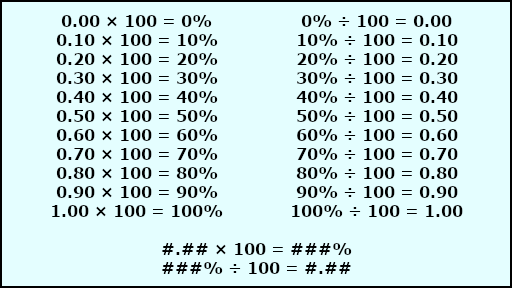 0.00 × 100 = 0% 0% ÷ 100 = 0.00
0.10 × 100 = 10% 10% ÷ 100 = 0.10
0.20 × 100 = 20% 20% ÷ 100 = 0.20
0.30 × 100 = 30% 30% ÷ 100 = 0.30
0.40 × 100 = 40% 40% ÷ 100 = 0.40
0.50 × 100 = 50% 50% ÷ 100 = 0.50
0.60 × 100 = 60% 60% ÷ 100 = 0.60
0.70 × 100 = 70% 70% ÷ 100 = 0.70
0.80 × 100 = 80% 80% ÷ 100 = 0.80
0.90 × 100 = 90% 90% ÷ 100 = 0.90
1.00 × 100 = 100% 100% ÷ 100 = 1.00
#.## × 100 = ###%
###% ÷ 100 = #.##